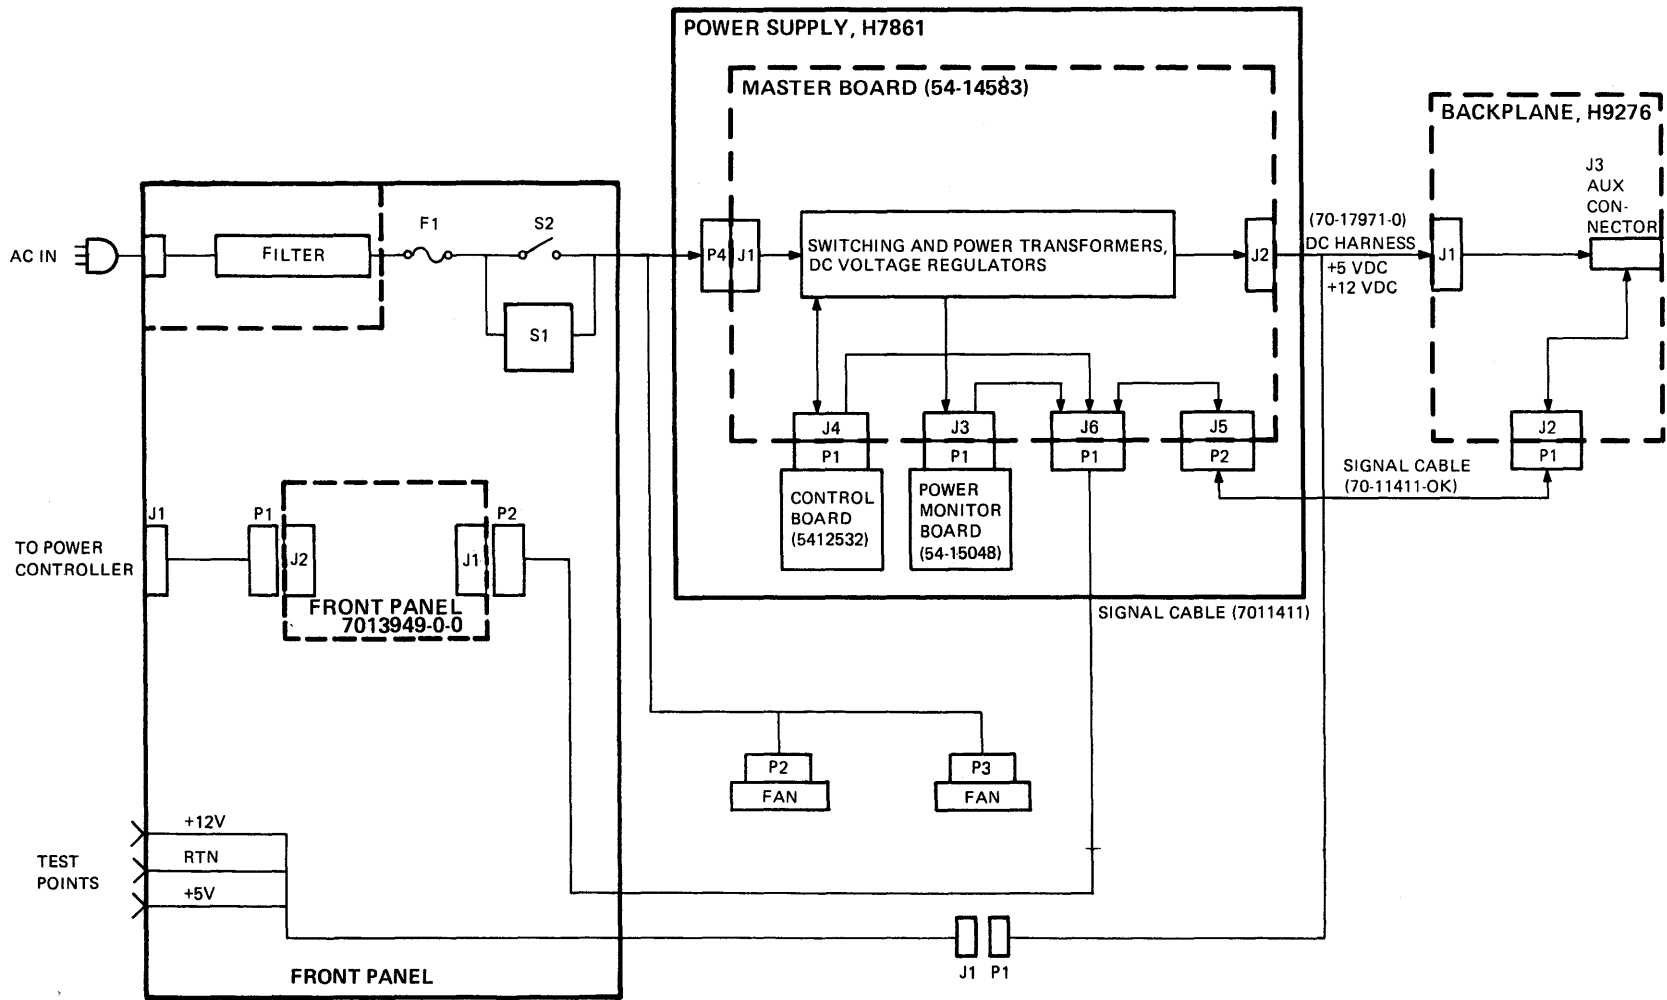 POWER SUPPLY, H7861
MASTER BOARD (54-14583)
BACKPLANE, H9276
J3
AUX
CON-
NECTOR
F1
S2
AC IN
FILTER
S1
P4
J1
SWITCHING AND POWER TRANSFORMERS,
DC VOLTAGE REGULATORS
J2
(70-17971-0)
DC HARNESS
+5 VDC
+12 VDC
J1
J4
P1
J3
P1
J6
P1
J5
P2
J2
P1
SIGNAL CABLE
(70-11411-OK)
CONTROL
BOARD
(5412532)
POWER
MONITOR
BOARD
(54-15048)
J1
P1
J2
J1
P2
TO POWER
CONTROLLER
FRONT PANEL
7013949-0-0
SIGNAL CABLE (7011411)
P2
FAN
P3
FAN
TEST
POINTS
+12V
RTN
+5V
J1
P1
FRONT PANEL